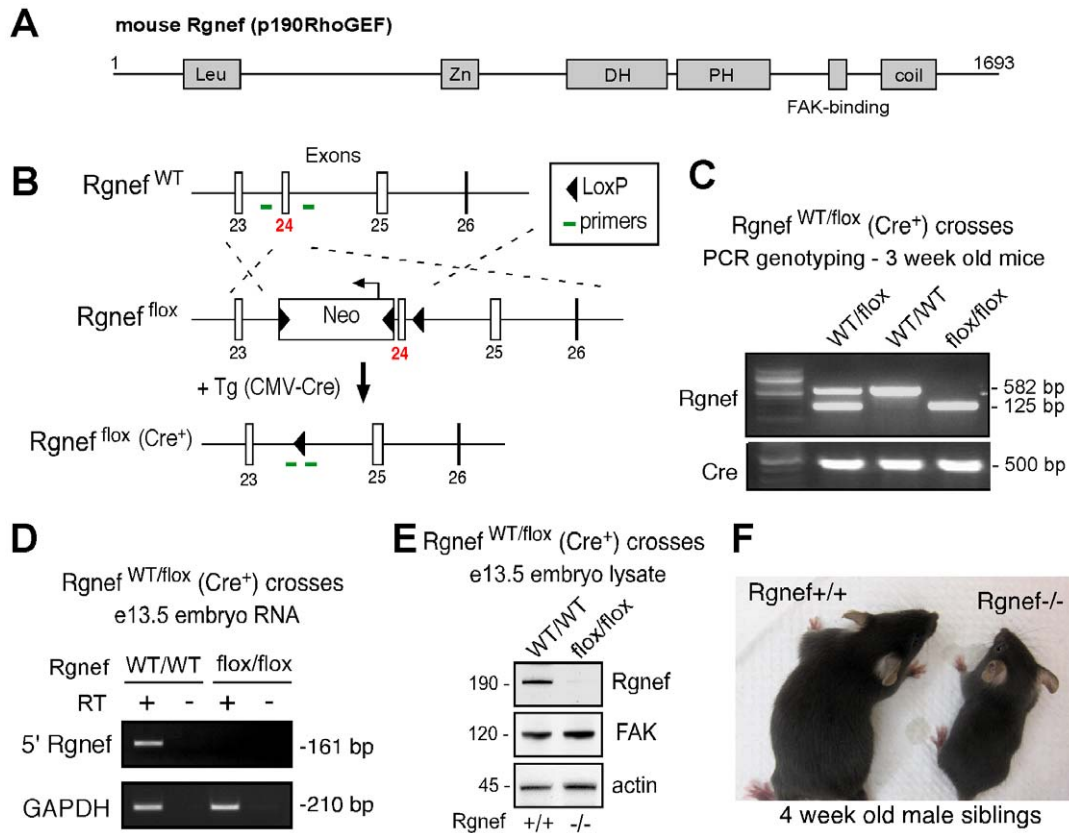 A
mouse Rgnef (p190RhoGEF)
1 1693
Leu Zn DH PH coil
FAK-binding
B
Exons
Rgnef WT
23 24 25 26
LoxP
primers
Rgnef flox
Neo
23 24 25 26
+ Tg (CMV-Cre)
Rgnef flox (Cre+)
23 25 26
C
Rgnef WT/flox (Cre+) crosses
PCR genotyping - 3 week old mice
WT/flox WT/WT flox/flox
Rgnef - 582 bp
- 125 bp
Cre - 500 bp
D
Rgnef WT/flox (Cre+) crosses
e13.5 embryo RNA
Rgnef WT/WT flox/flox
RT + - + -
5' Rgnef -161 bp
GAPDH -210 bp
E
Rgnef WT/flox (Cre+) crosses
e13.5 embryo lysate
WT/WT flox/flox
190 - Rgnef
120 - FAK
45 - actin
Rgnef +/+ -/-
F
Rgnef+/+ Rgnef-/-
4 week old male siblings